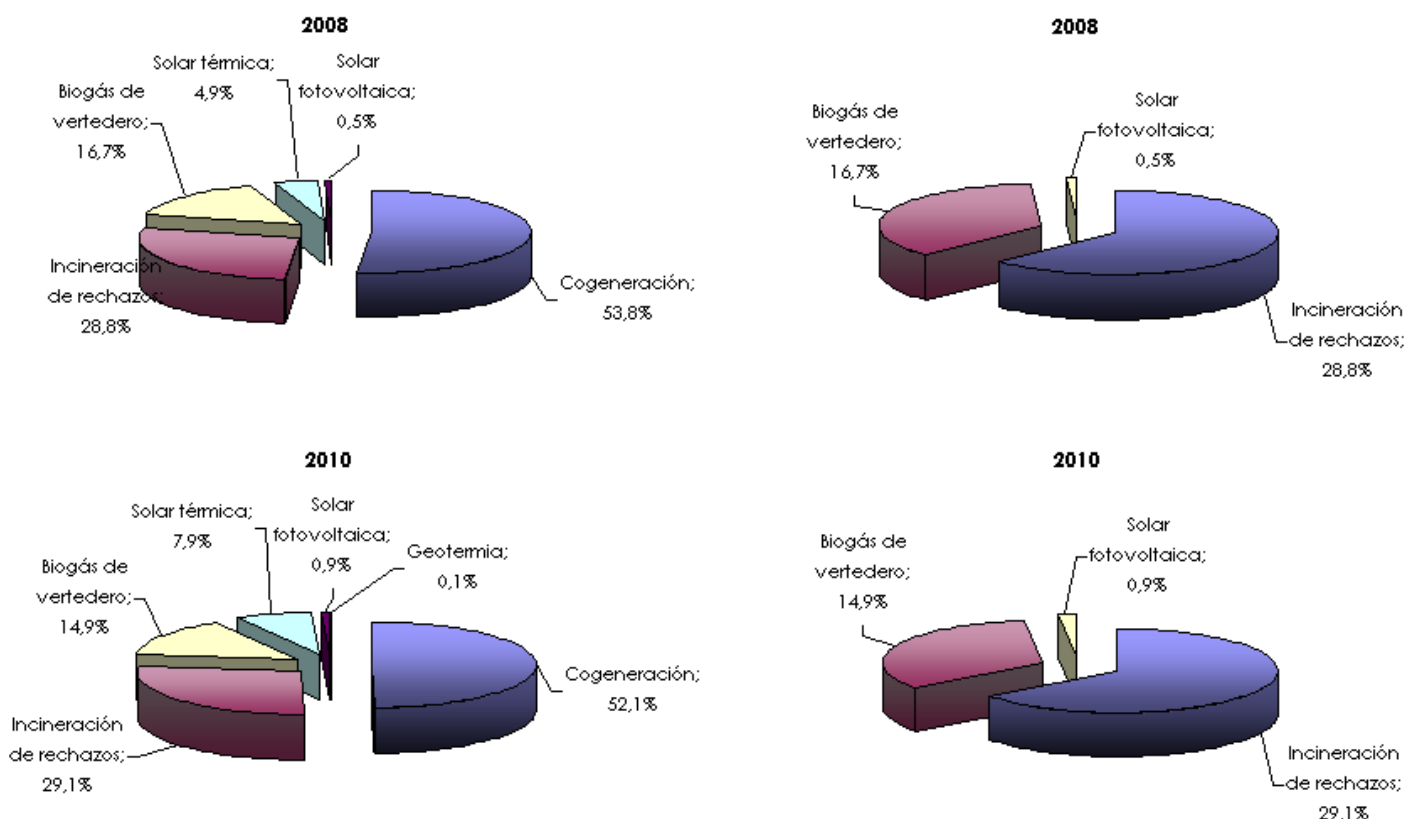 2008
Solar térmica;
4,9%
Solar
fotovoltaica;
0,5%
Biogás de
vertedero;
16,7%
Incineración
de rechazos;
28,8%
Cogeneración;
53,8%
2008
Biogás de
vertedero;
16,7%
Solar
fotovoltaica;
0,5%
Incineración
de rechazos;
28,8%
2010
Solar térmica;
7,9%
Solar
fotovoltaica;
0,9%
Geotermia;
0,1%
Biogás de
vertedero;
14,9%
Cogeneración;
52,1%
Incineración
de rechazos;
29,1%
2010
Biogás de
vertedero;
14,9%
Solar
fotovoltaica;
0,9%
Incineración
de rechazos;
29,1%